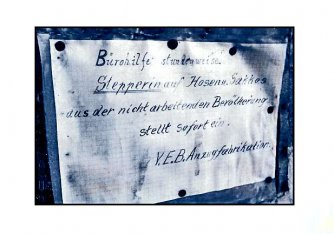 Bürohilfe stundenweise!
Stepperin auf Hosen u. Sakkos
aus der nicht arbeitenden Bevölkerung
stellt sofort ein.
V.E.B. Anzugfabrikation.